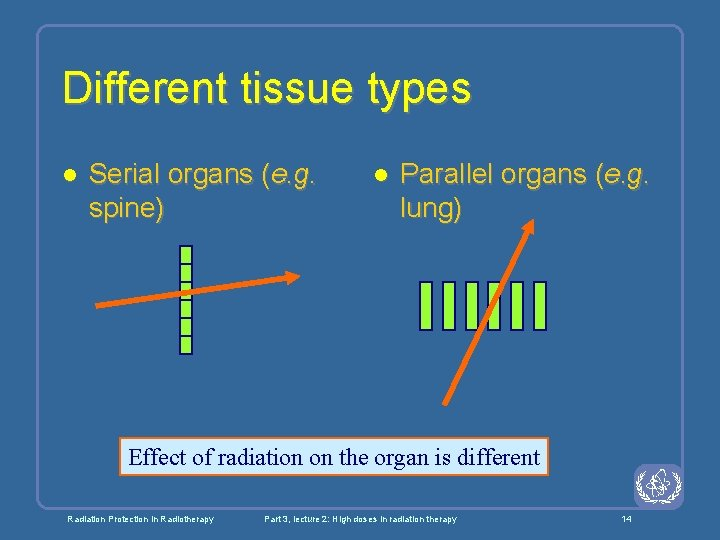 Different tissue types
● Serial organs (e.g.
spine)
● Parallel organs (e.g.
lung)
Effect of radiation on the organ is different
Radiation Protection in Radiotherapy
Part 3, lecture 2: High doses in radiation therapy
14